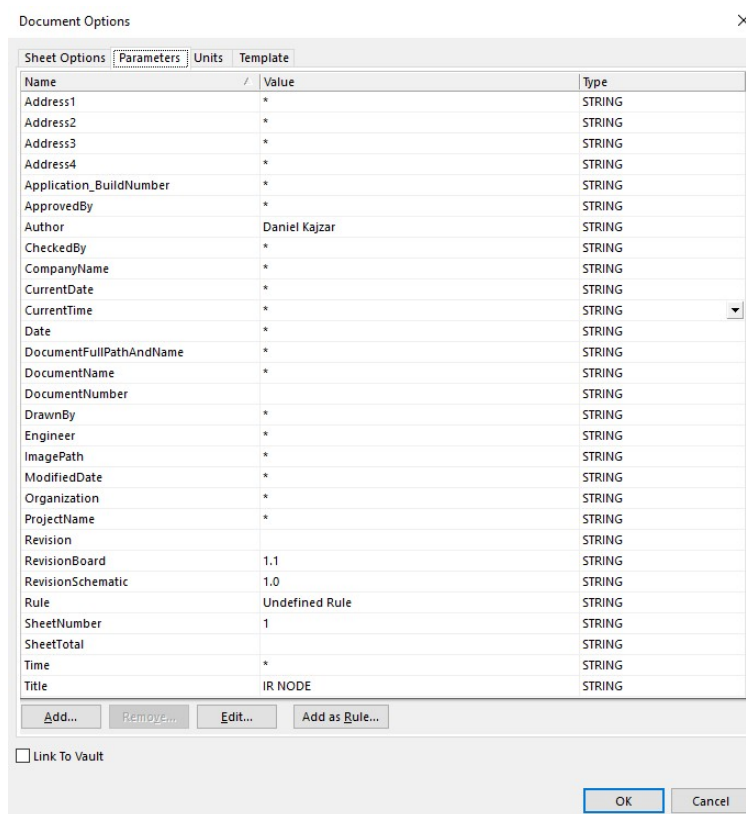 Document Options
Sheet Options Parameters Units Template
Name Value Type
Address1 * STRING
Address2 * STRING
Address3 * STRING
Address4 * STRING
Application_BuildNumber * STRING
ApprovedBy * STRING
Author Daniel Kajzar STRING
CheckedBy * STRING
CompanyName * STRING
CurrentDate * STRING
CurrentTime * STRING
Date * STRING
DocumentFullPathAndName * STRING
DocumentName * STRING
DocumentNumber STRING
DrawnBy * STRING
Engineer * STRING
ImagePath * STRING
ModifiedDate * STRING
Organization * STRING
ProjectName * STRING
Revision STRING
RevisionBoard 1.1 STRING
RevisionSchematic 1.0 STRING
Rule Undefined Rule STRING
SheetNumber 1 STRING
SheetTotal STRING
Time * STRING
Title IR NODE STRING
Add... Remove... Edit... Add as Rule...
Link To Vault
OK Cancel